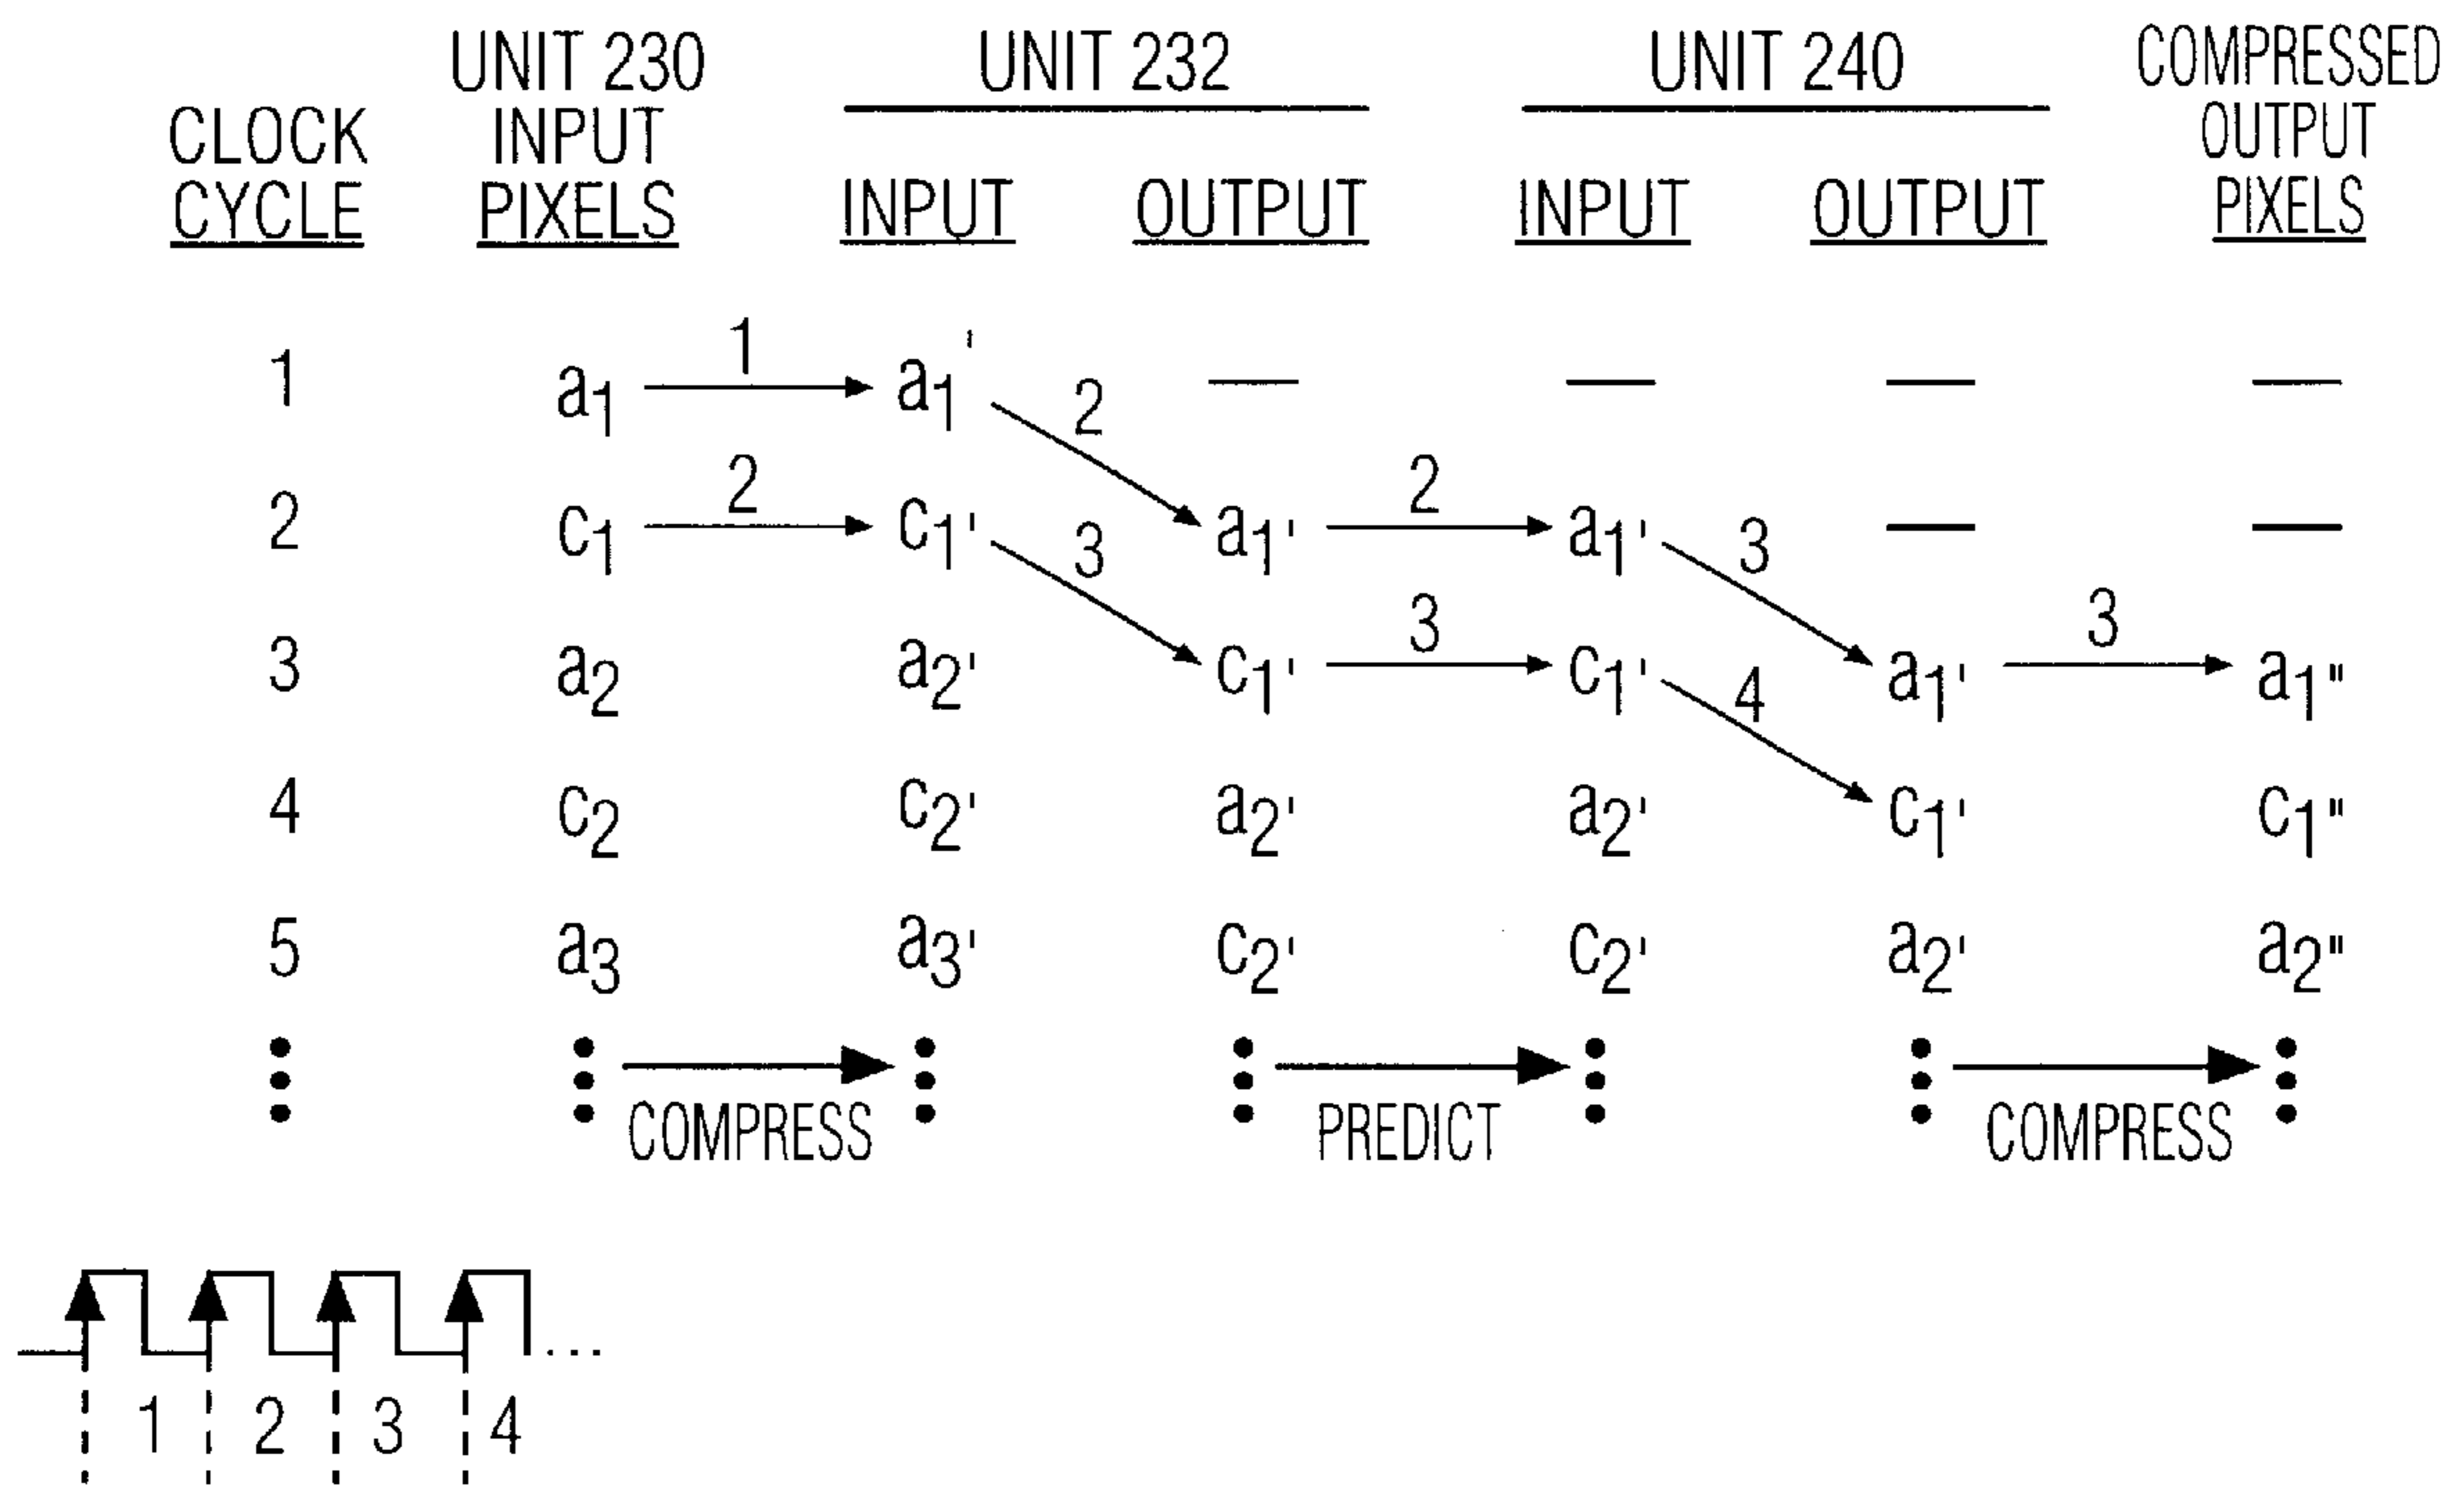 UNIT 230 UNIT 232 UNIT 240 COMPRESSED
CLOCK INPUT OUTPUT
CYCLE PIXELS INPUT OUTPUT INPUT OUTPUT PIXELS
1 a1 1 a1' 2 — — — —
2 c1 2 c1' 3 a1' 2 a1' 3 — —
3 a2 a2' c1' 3 c1' 4 a1' 3 a1"
4 c2 c2' a2' a2' c1' c1"
5 a3 a3' c2' c2' a2' a2"
COMPRESS PREDICT COMPRESS
...
1 2 3 4